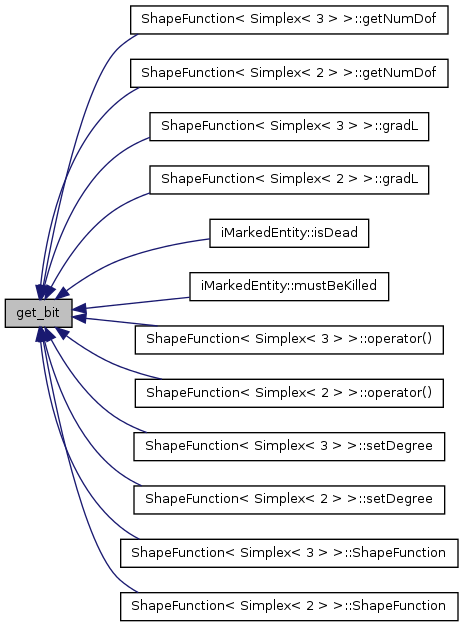 ShapeFunction< Simplex< 3 > >::getNumDof
ShapeFunction< Simplex< 2 > >::getNumDof
ShapeFunction< Simplex< 3 > >::gradL
ShapeFunction< Simplex< 2 > >::gradL
iMarkedEntity::isDead
iMarkedEntity::mustBeKilled
get_bit
ShapeFunction< Simplex< 3 > >::operator()
ShapeFunction< Simplex< 2 > >::operator()
ShapeFunction< Simplex< 3 > >::setDegree
ShapeFunction< Simplex< 2 > >::setDegree
ShapeFunction< Simplex< 3 > >::ShapeFunction
ShapeFunction< Simplex< 2 > >::ShapeFunction